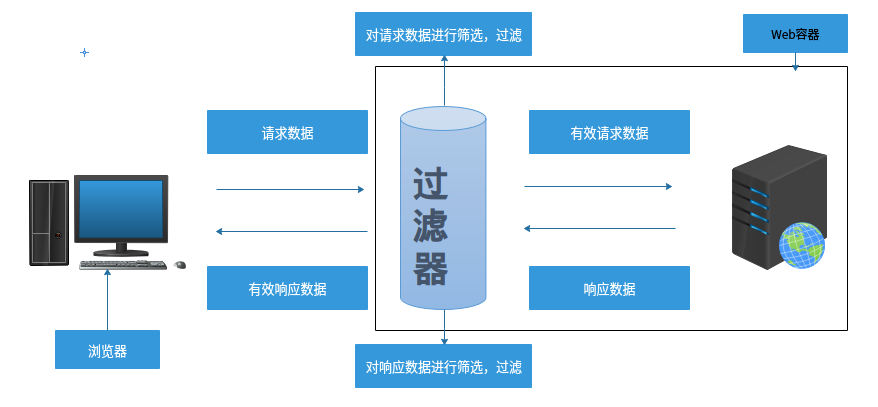 对请求数据进行筛选，过滤
Web容器
请求数据
有效请求数据
过
滤
器
有效响应数据
响应数据
浏览器
对响应数据进行筛选，过滤